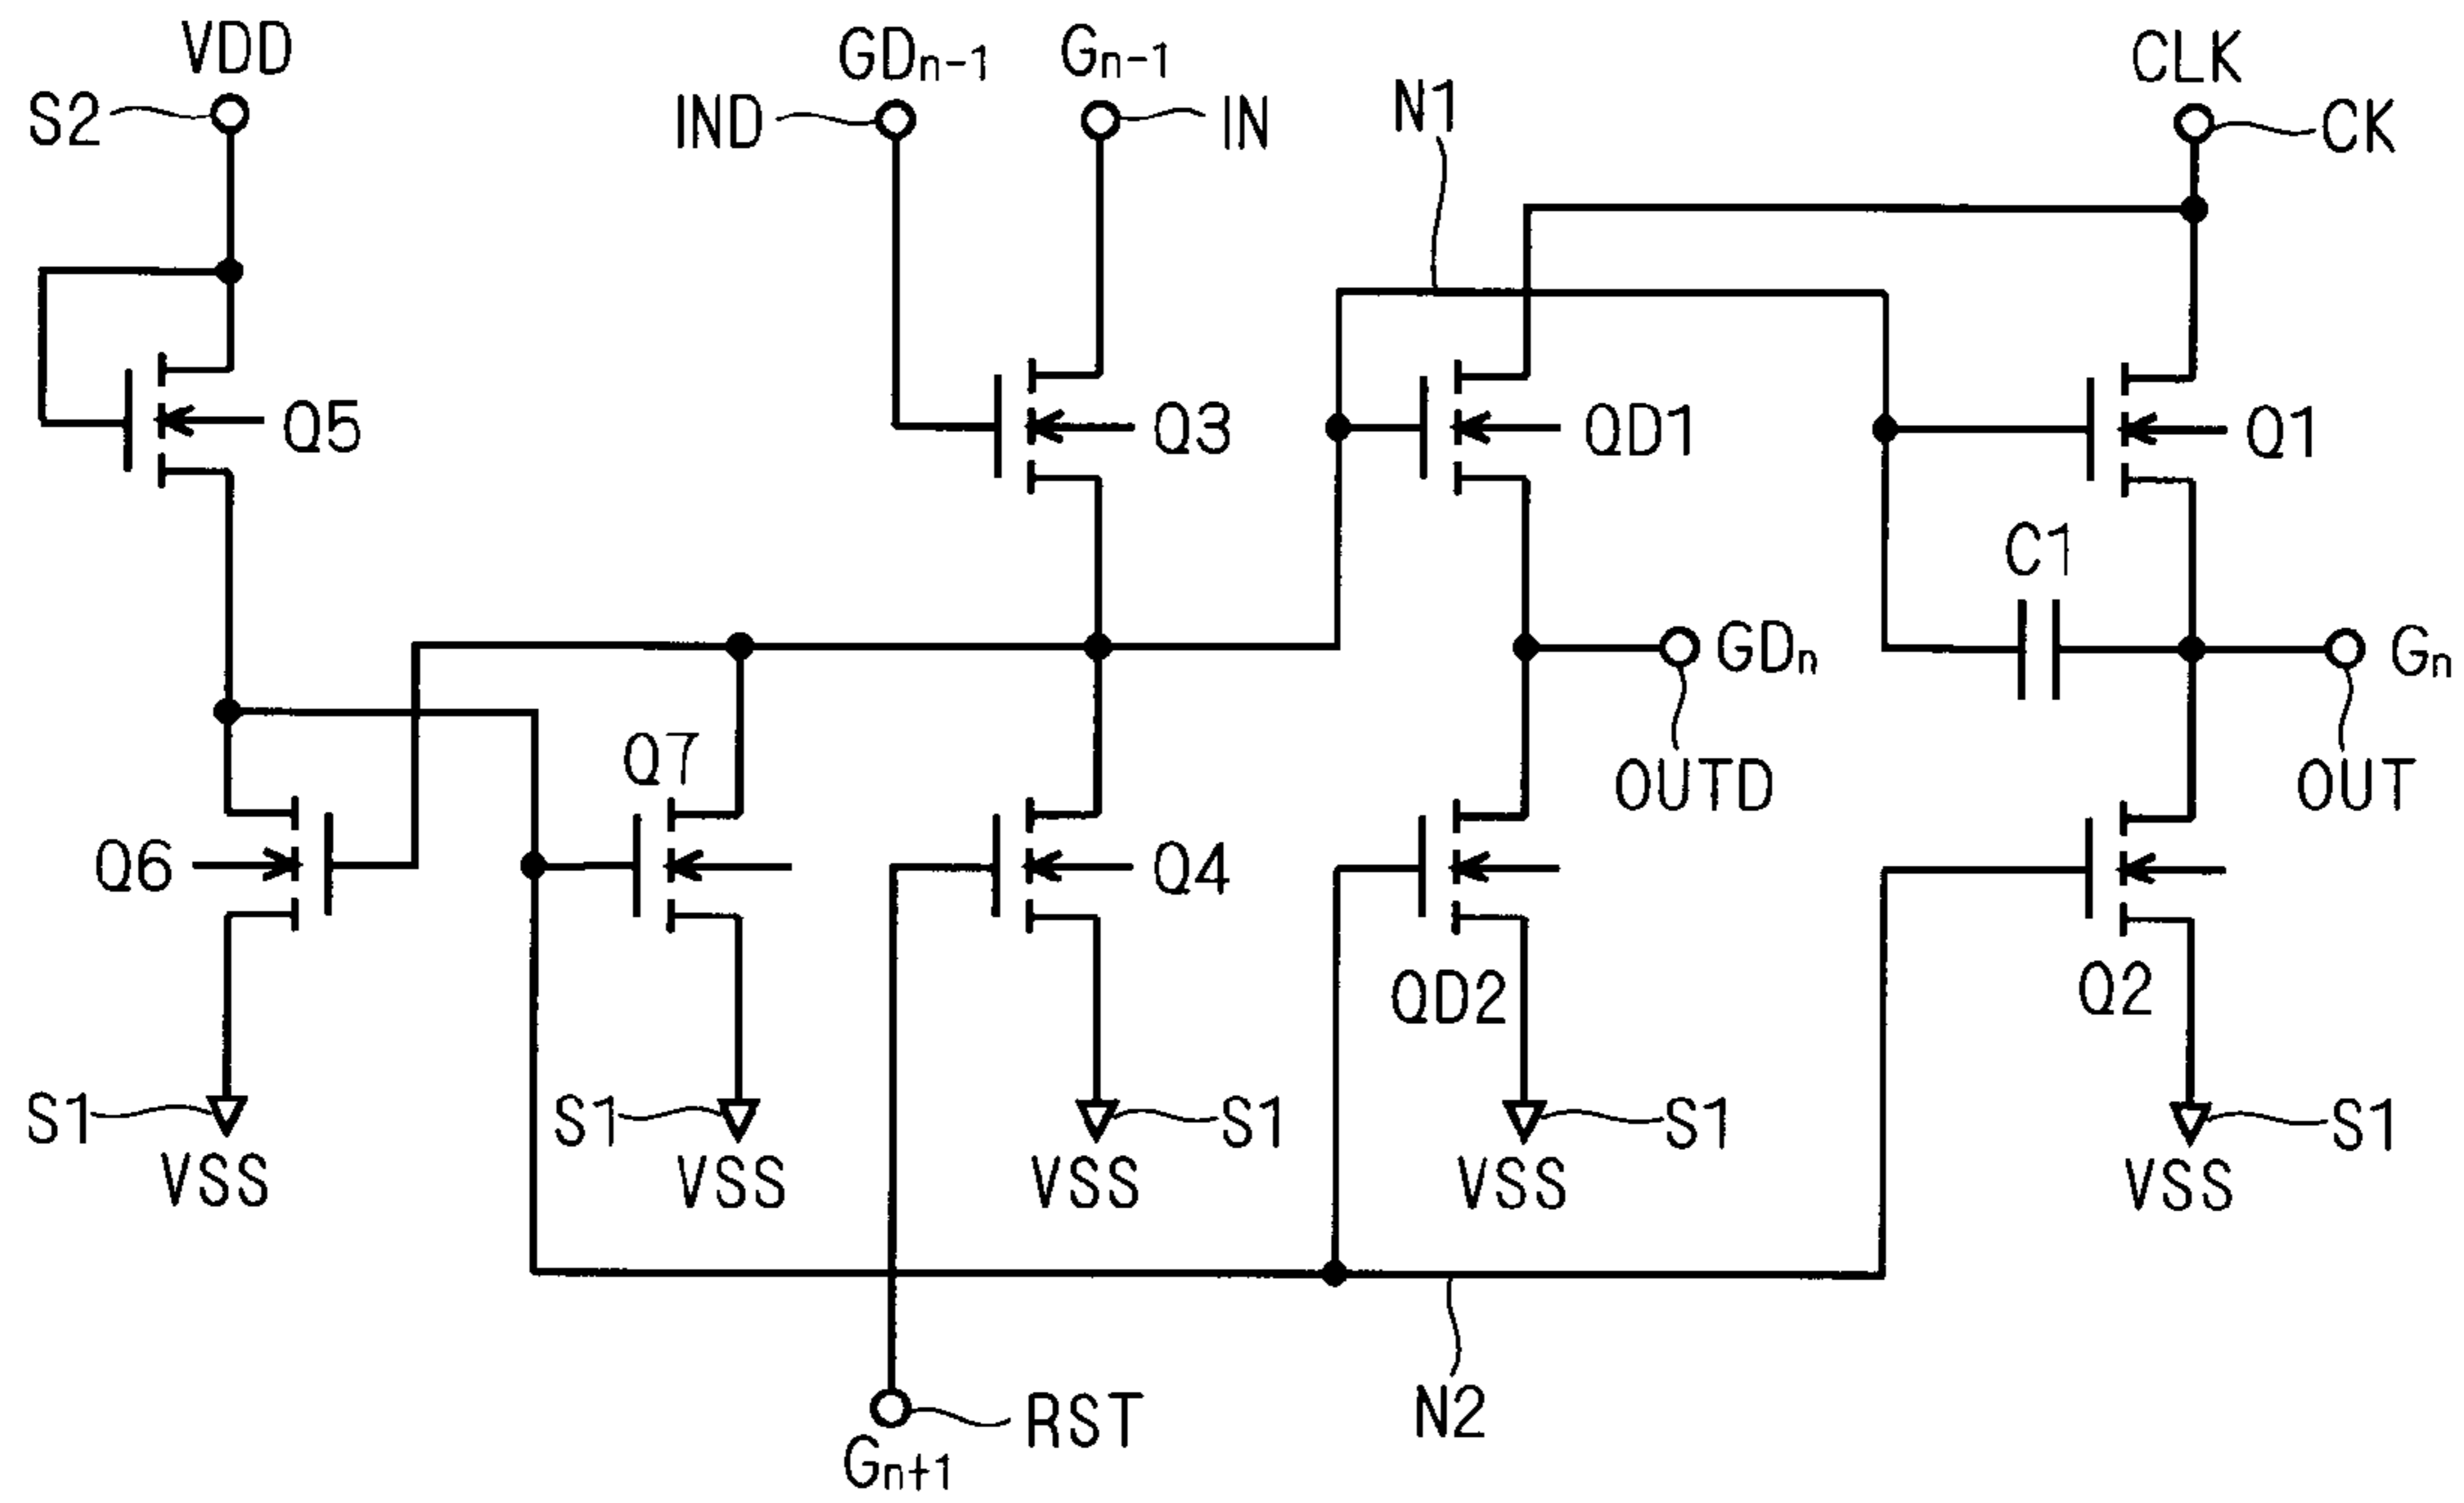 VDD
S2
GDn-1
IND
Gn-1
IN
N1
CLK
CK
Q5
Q3
QD1
Q1
C1
GDn
OUTD
Gn
OUT
Q7
Q6
Q4
QD2
Q2
S1
VSS
S1
VSS
S1
VSS
S1
VSS
S1
VSS
RST
Gn+1
N2